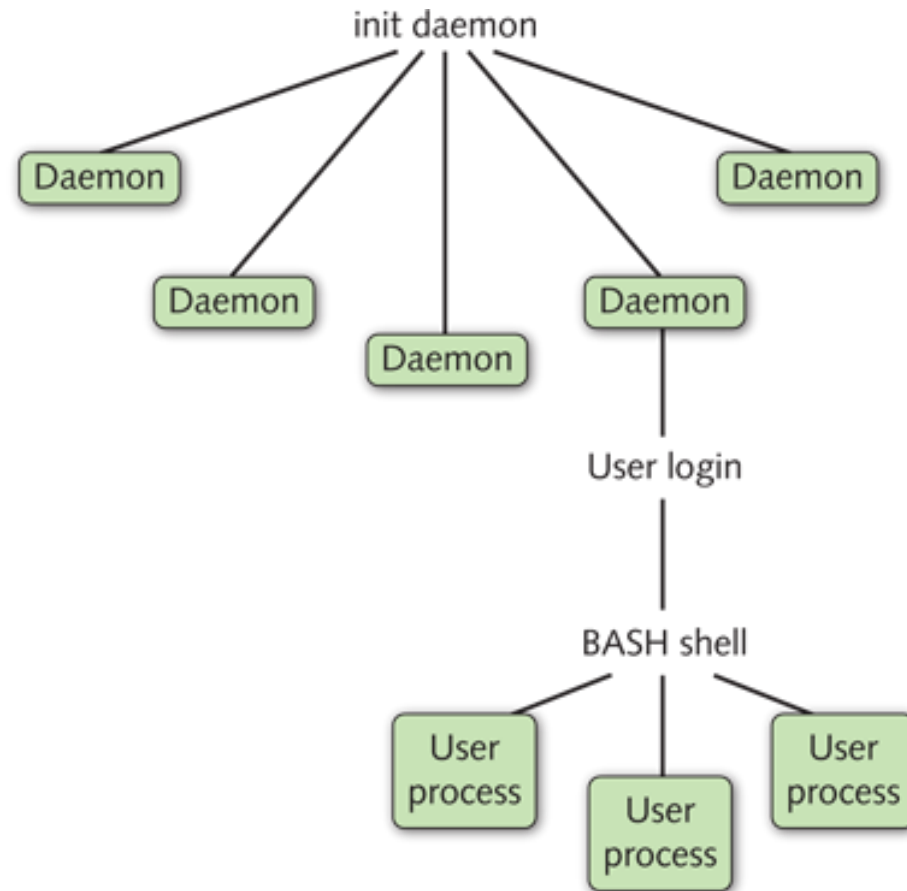 init daemon
Daemon
Daemon
Daemon
Daemon
Daemon
User login
BASH shell
User
process
User
process
User
process